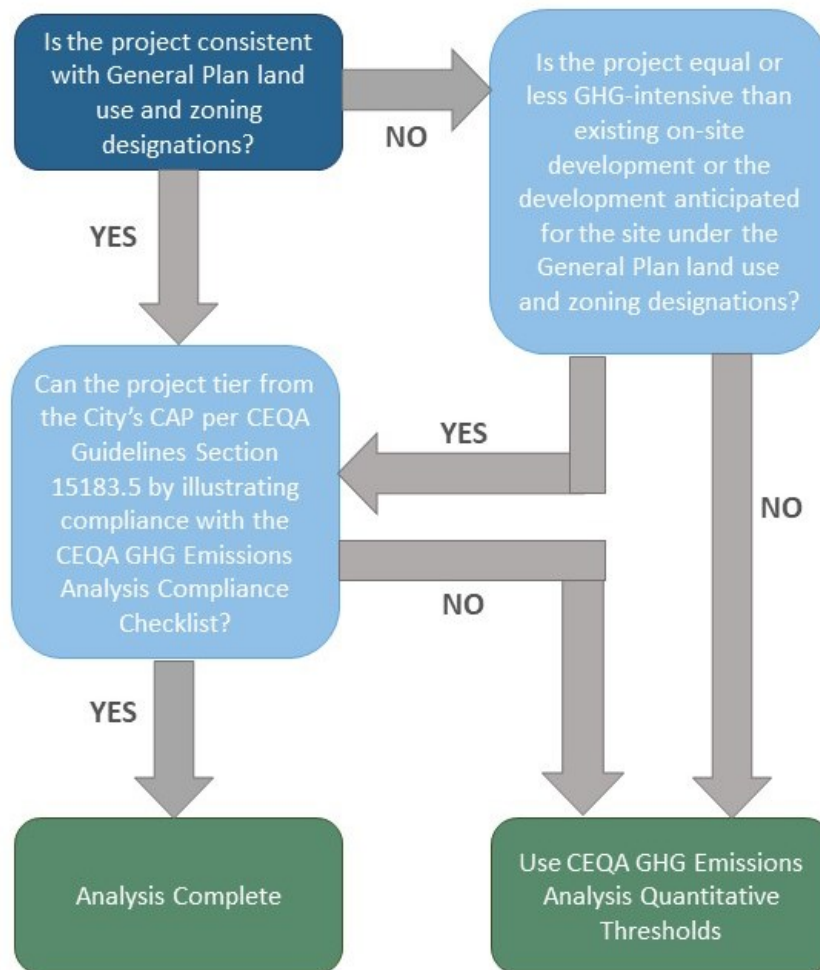 Is the project consistent
with General Plan land
use and zoning
designations?
NO
Is the project equal or
less GHG-intensive than
existing on-site
development or the
development anticipated
for the site under the
General Plan land use
and zoning designations?
YES
Can the project tier from
the City's CAP per CEQA
Guidelines Section
15183.5 by illustrating
compliance with the
CEQA GHG Emissions
Analysis Compliance
Checklist?
YES
NO
NO
YES
Analysis Complete
Use CEQA GHG Emissions
Analysis Quantitative
Thresholds